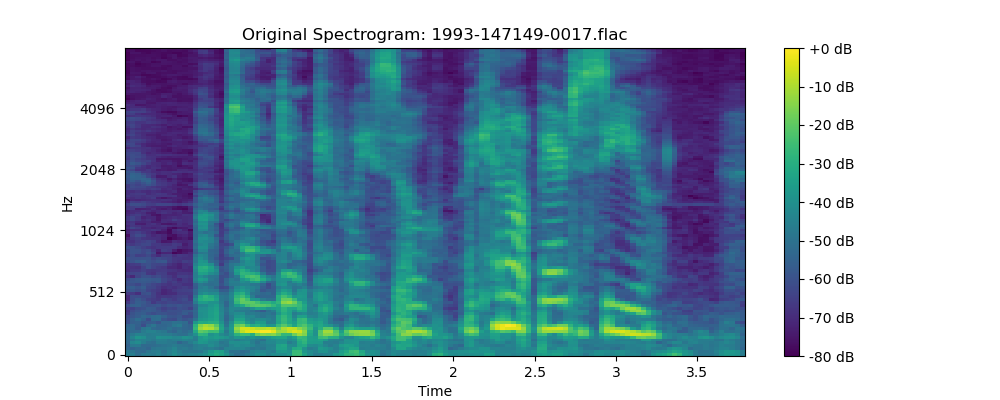 Original Spectrogram: 1993-147149-0017.flac
Hz
4096
2048
1024
512
0
0
0.5
1
1.5
2
2.5
3
3.5
Time
+0 dB
-10 dB
-20 dB
-30 dB
-40 dB
-50 dB
-60 dB
-70 dB
-80 dB